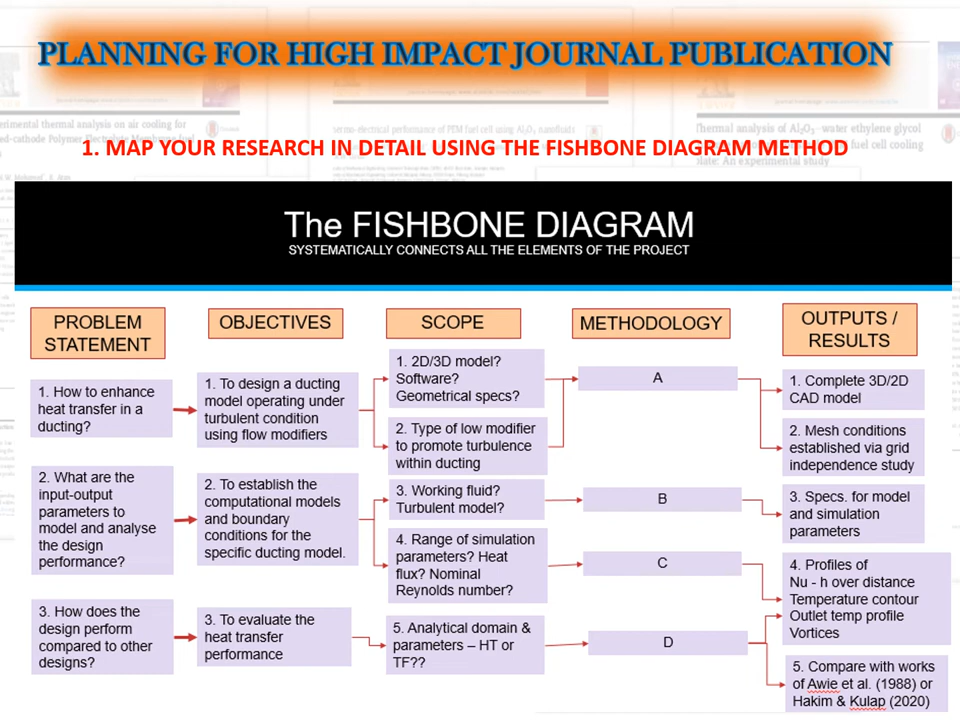 PLANNING FOR HIGH IMPACT JOURNAL PUBLICATION
1. MAP YOUR RESEARCH IN DETAIL USING THE FISHBONE DIAGRAM METHOD
The FISHBONE DIAGRAM
SYSTEMATICALLY CONNECTS ALL THE ELEMENTS OF THE PROJECT
PROBLEM
STATEMENT
1. How to enhance
heat transfer in a
ducting?
2. What are the
input-output
parameters to
model and analyse
the design
performance?
3. How does the
design perform
compared to other
designs?
OBJECTIVES
1. To design a ducting
model operating under
turbulent condition
using flow modifiers
2. To establish the
computational models
and boundary
conditions for the
specific ducting model.
3. To evaluate the
heat transfer
performance
SCOPE
1. 2D/3D model?
Software?
Geometrical specs?
2. Type of low modifier
to promote turbulence
within ducting
3. Working fluid?
Turbulent model?
4. Range of simulation
parameters? Heat
flux? Nominal
Reynolds number?
5. Analytical domain &
parameters – HT or
TF??
METHODOLOGY
A
B
C
D
OUTPUTS /
RESULTS
1. Complete 3D/2D
CAD model
2. Mesh conditions
established via grid
independence study
3. Specs. for model
and simulation
parameters
4. Profiles of
Nu - h over distance
Temperature contour
Outlet temp profile
Vortices
5. Compare with works
of Awie et al. (1988) or
Hakim & Kulap (2020)